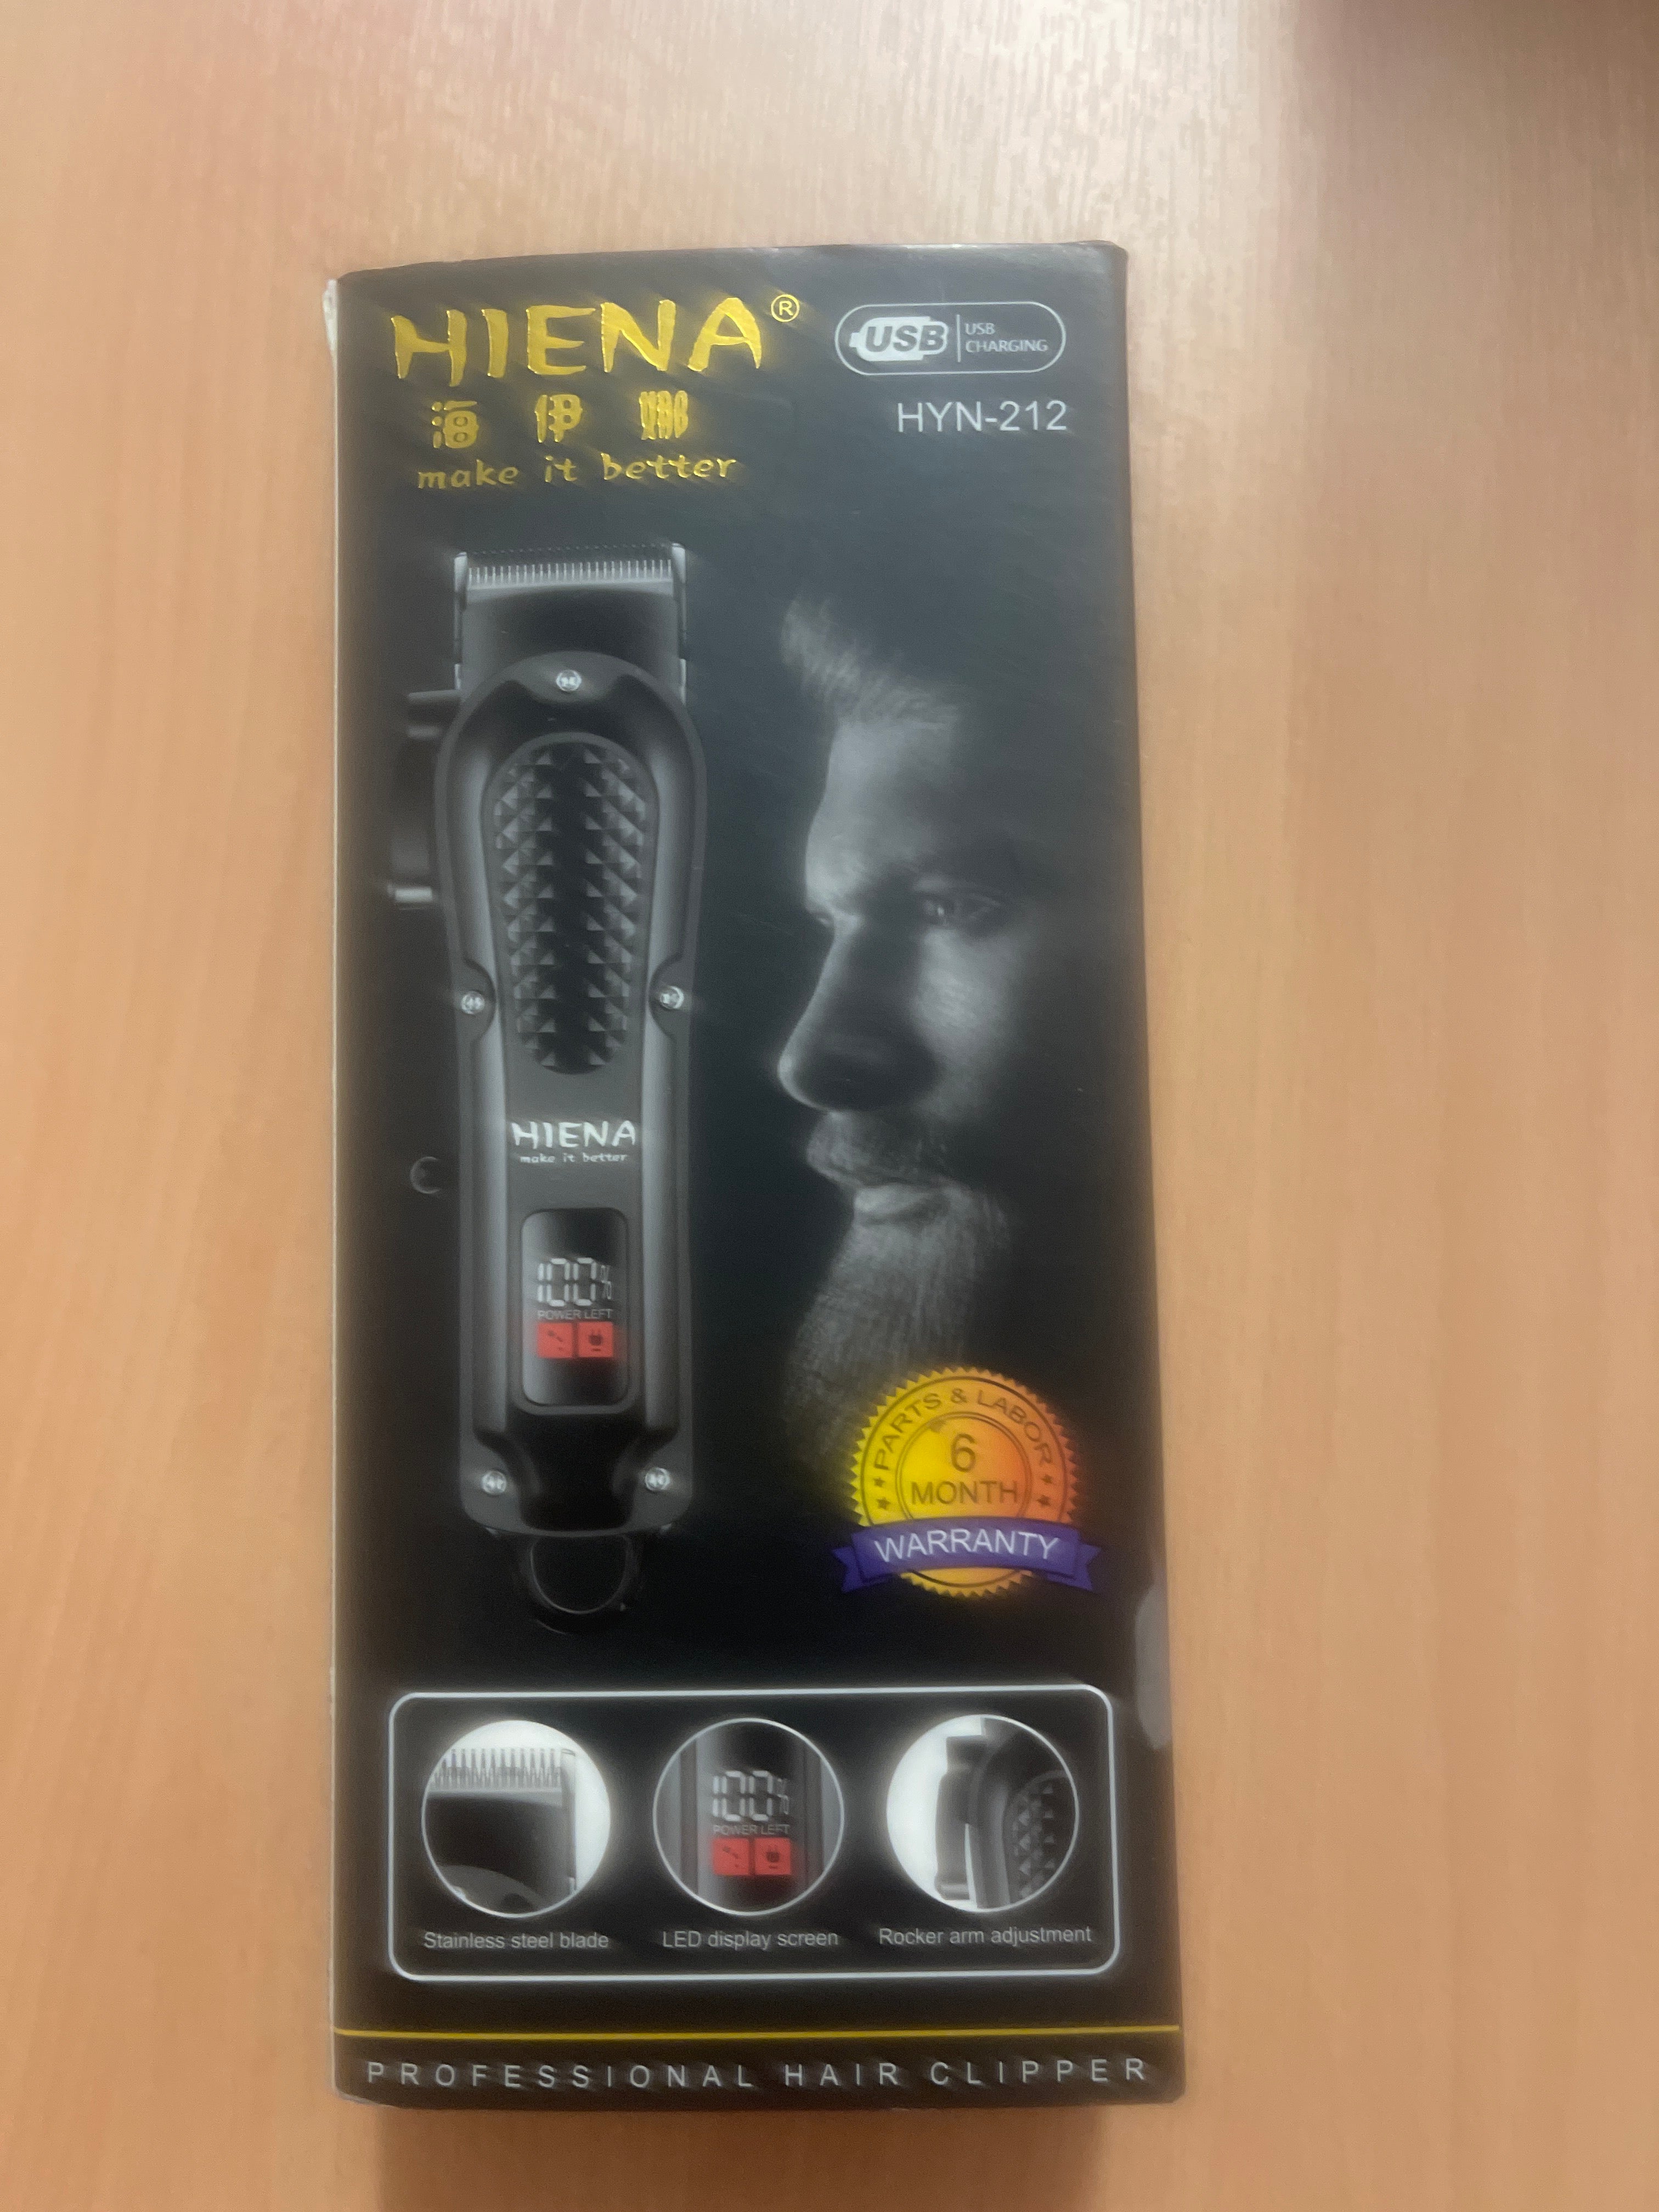 HIENA®
海伊娜
make it better
USB
USB
CHARGING
HYN-212
HIENA
make it better
100%
POWER LEFT
PARTS & LABOR
6
MONTH
WARRANTY
100%
POWER LEFT
Stainless steel blade
LED display screen
Rocker arm adjustment
PROFESSIONAL HAIR CLIPPER